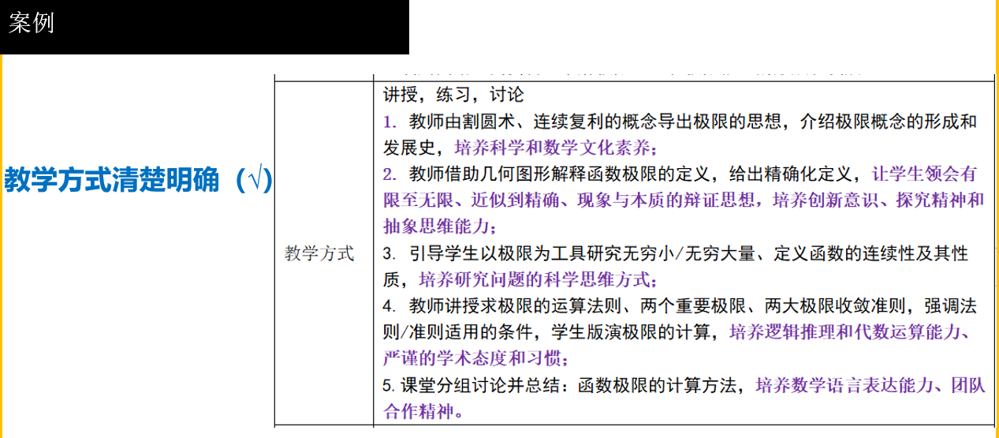 案例
教学方式清楚明确（√）
教学方式
讲授，练习，讨论
1. 教师由割圆术、连续复利的概念导出极限的思想，介绍极限概念的形成和
发展史，培养科学和数学文化素养；
2. 教师借助几何图形解释函数极限的定义，给出精确化定义，让学生领会有
限至无限、近似到精确、现象与本质的辩证思想，培养创新意识、探究精神和
抽象思维能力；
3. 引导学生以极限为工具研究无穷小/无穷大量、定义函数的连续性及其性
质，培养研究问题的科学思维方式；
4. 教师讲授求极限的运算法则、两个重要极限、两大极限收敛准则，强调法
则/准则适用的条件，学生版演极限的计算，培养逻辑推理和代数运算能力、
严谨的学术态度和习惯；
5.课堂分组讨论并总结：函数极限的计算方法，培养数学语言表达能力、团队
合作精神。